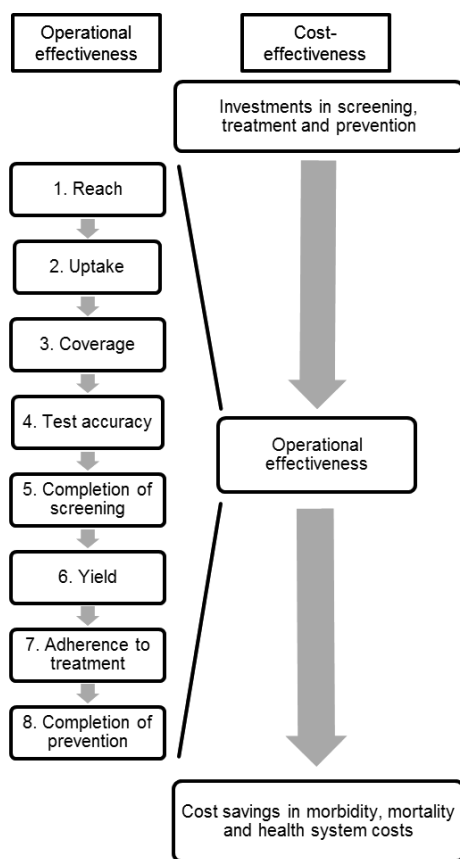 Operational
effectiveness
Cost-
effectiveness
Investments in screening,
treatment and prevention
1. Reach
2. Uptake
3. Coverage
4. Test accuracy
5. Completion of
screening
6. Yield
7. Adherence to
treatment
8. Completion of
prevention
Operational
effectiveness
Cost savings in morbidity, mortality
and health system costs